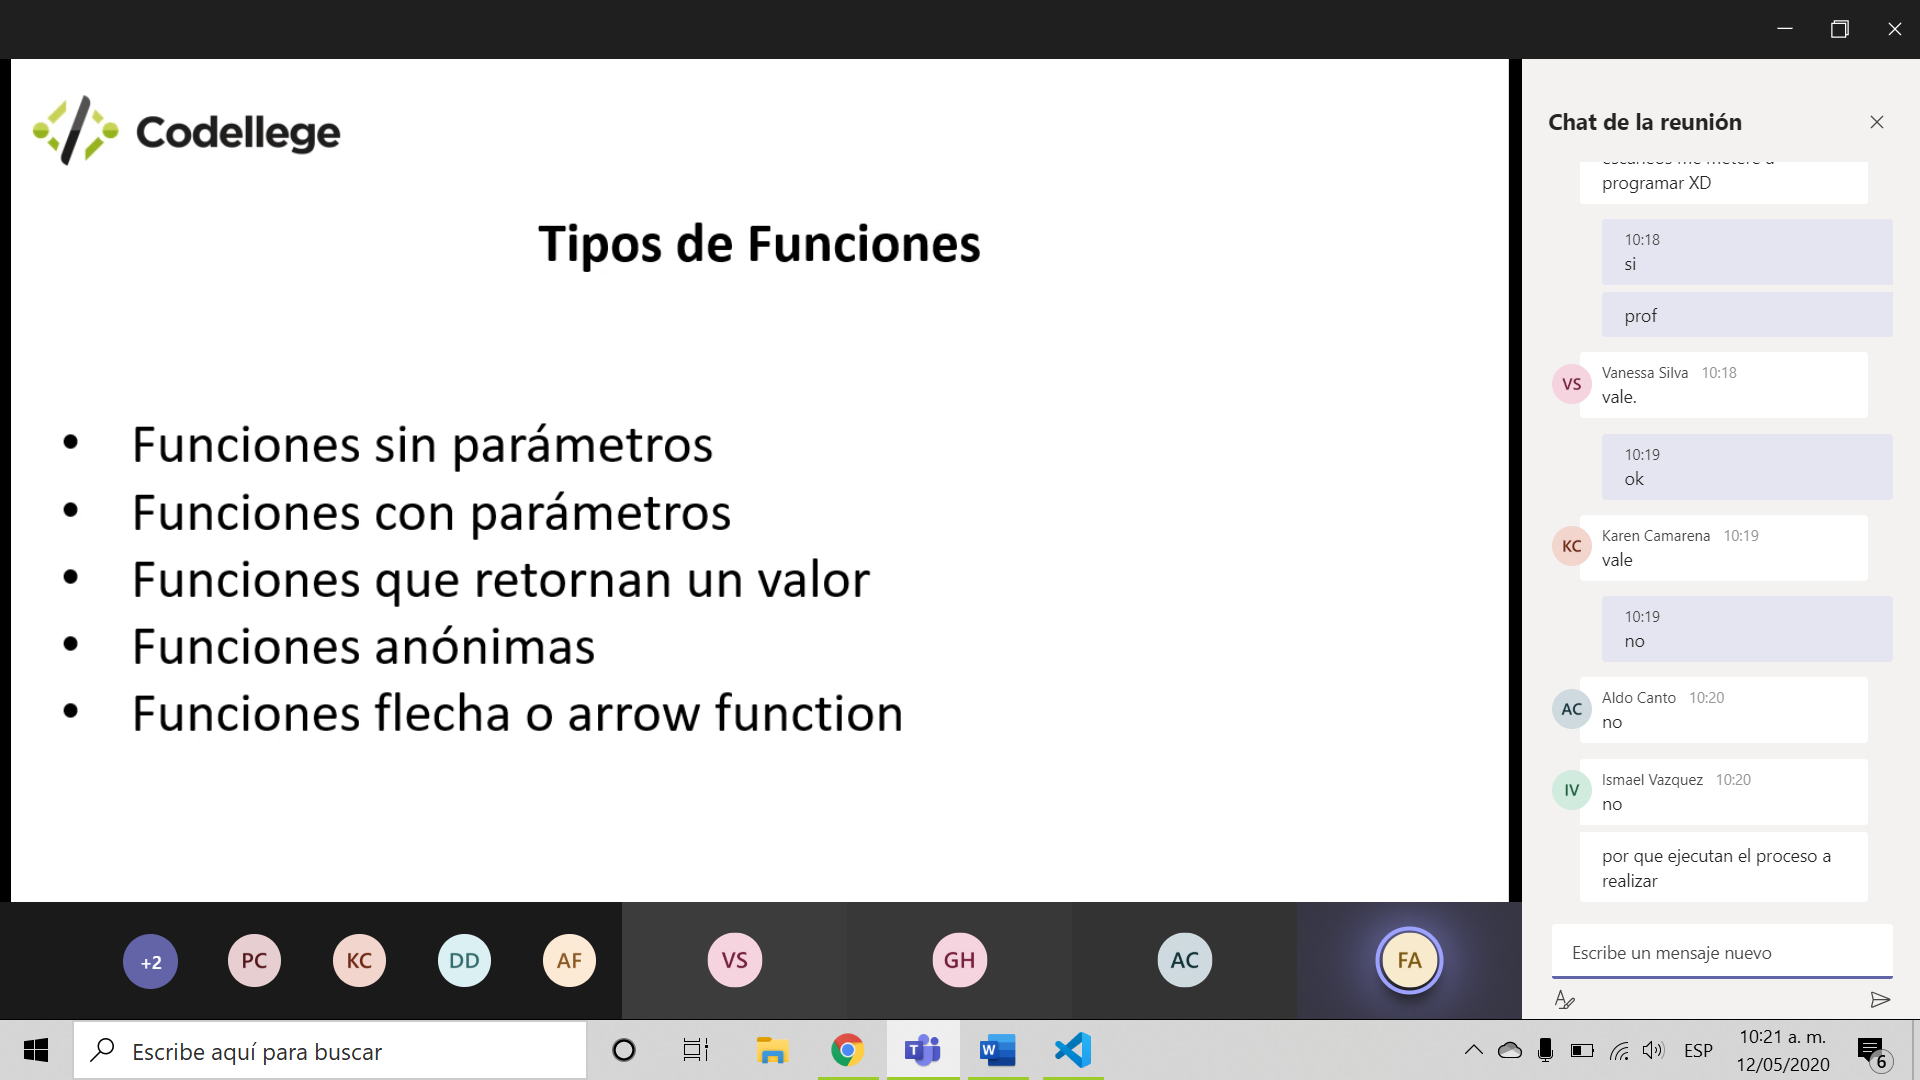 Codellege
Tipos de Funciones
• Funciones sin parámetros
• Funciones con parámetros
• Funciones que retornan un valor
• Funciones anónimas
• Funciones flecha o arrow function
Chat de la reunión
programar XD
10:18
si
prof
VS
Vanessa Silva 10:18
vale.
10:19
ok
KC
Karen Camarena 10:19
vale
10:19
no
AC
Aldo Canto 10:20
no
IV
Ismael Vazquez 10:20
no
por que ejecutan el proceso a
realizar
Escribe un mensaje nuevo
+2 PC KC DD AF VS GH AC FA
Escribe aquí para buscar
ESP
10:21 a. m.
12/05/2020
6